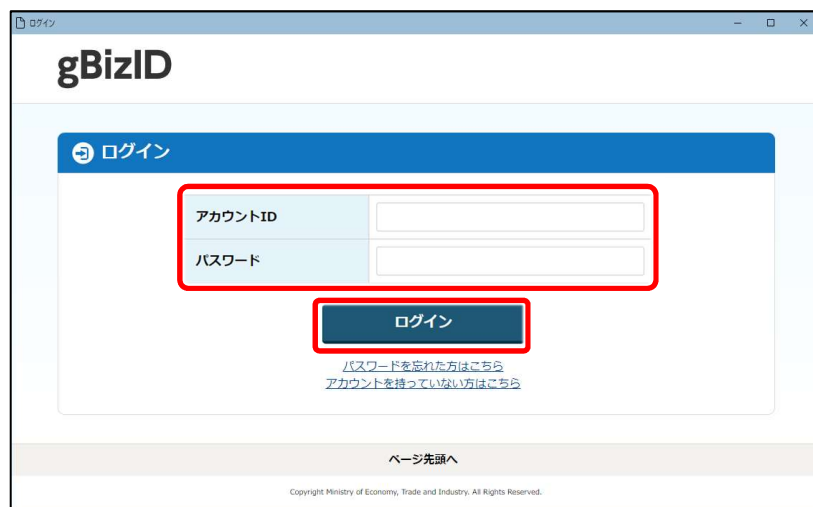 ログイン
gBizID
ログイン
アカウントID
パスワード
ログイン
パスワードを忘れた方はこちら
アカウントを持っていない方はこちら
ページ先頭へ
Copyright Ministry of Economy, Trade and Industry. All Rights Reserved.